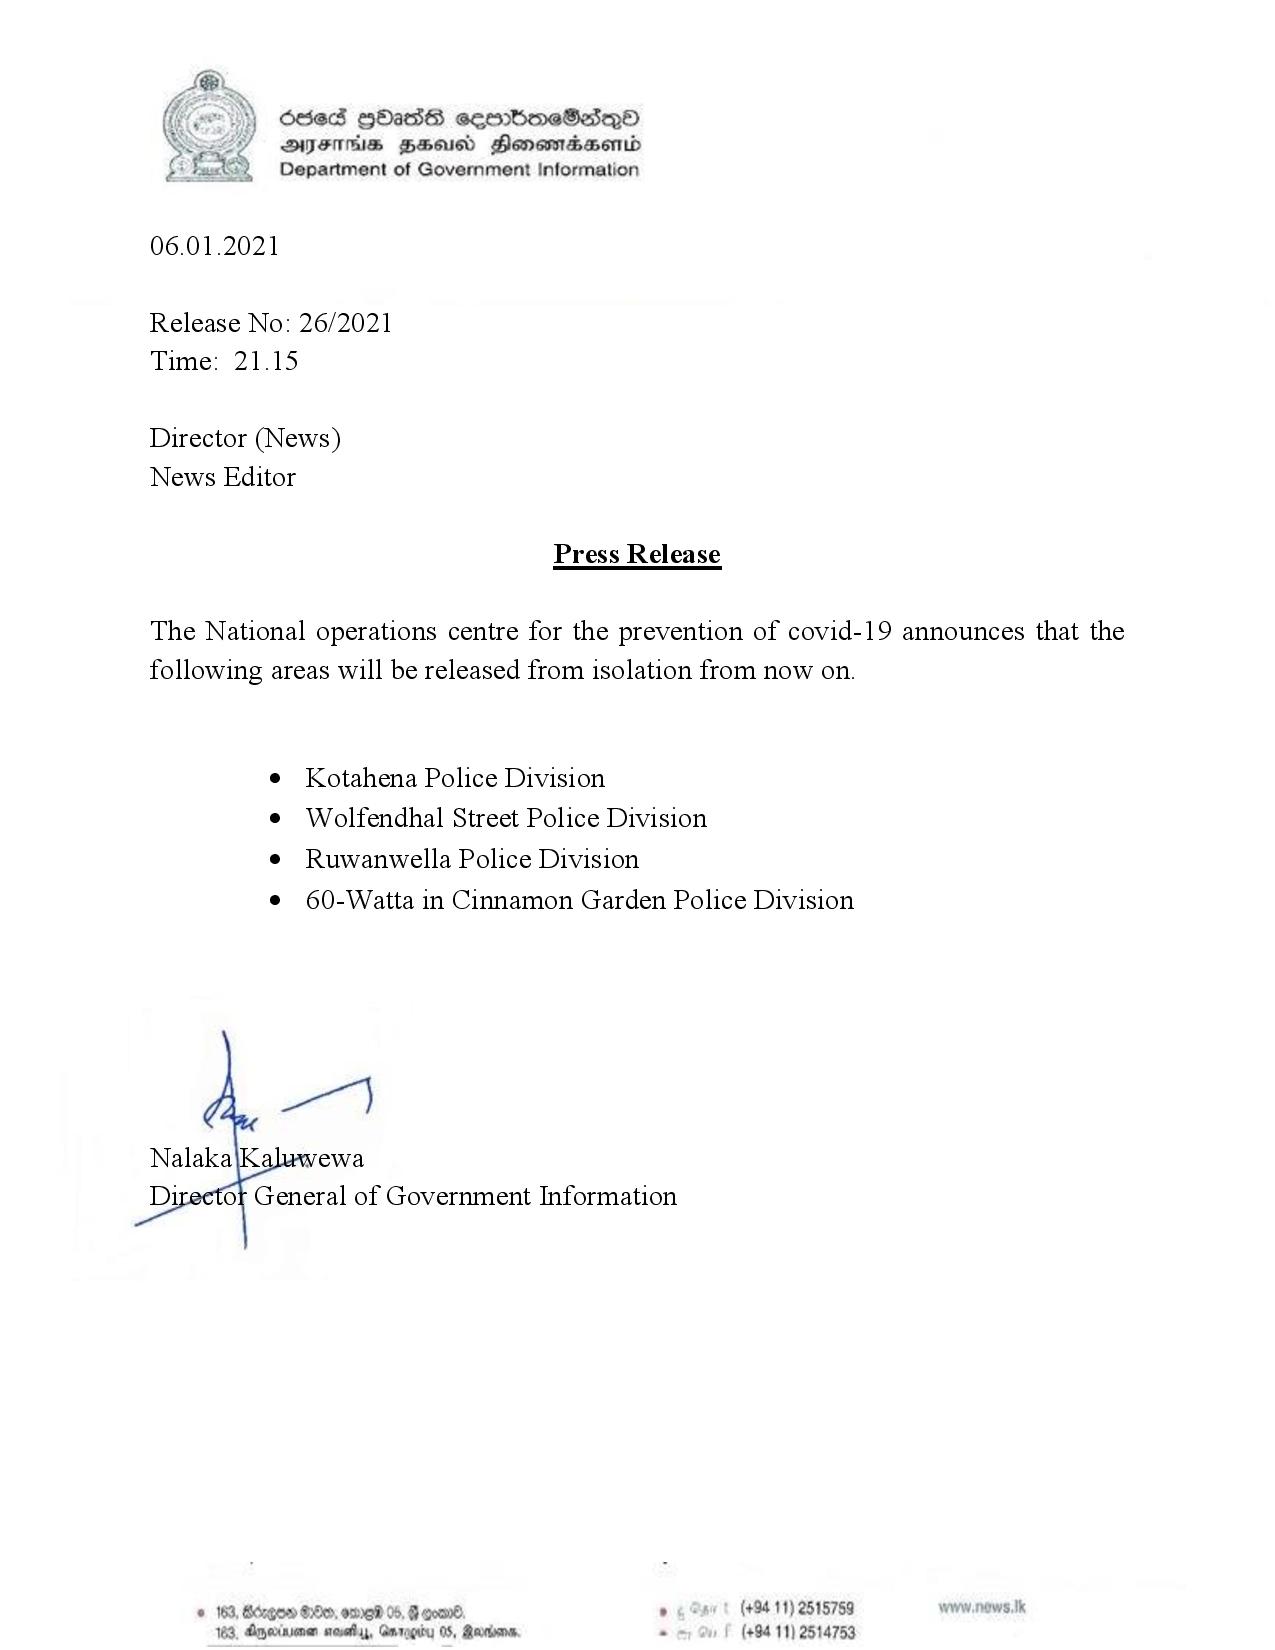 රජයේ ප්‍රවෘත්ති දෙපාර්තමේන්තුව
அரசாங்க தகவல் திணைக்களம்
Department of Government Information
06.01.2021
Release No: 26/2021
Time: 21.15
Director (News)
News Editor
Press Release
The National operations centre for the prevention of covid-19 announces that the
following areas will be released from isolation from now on.
• Kotahena Police Division
• Wolfendhal Street Police Division
• Ruwanwella Police Division
• 60-Watta in Cinnamon Garden Police Division
Nalaka Kaluwewa
Director General of Government Information
163, කිරුලපන මාවත, කොළඹ 05, ශ්‍රී ලංකාව.
163, கிருலப்பனை எவனியூ, கொழும்பு 05, இலங்கை.
(+94 11) 2515759
(+94 11) 2514753
www.news.lk